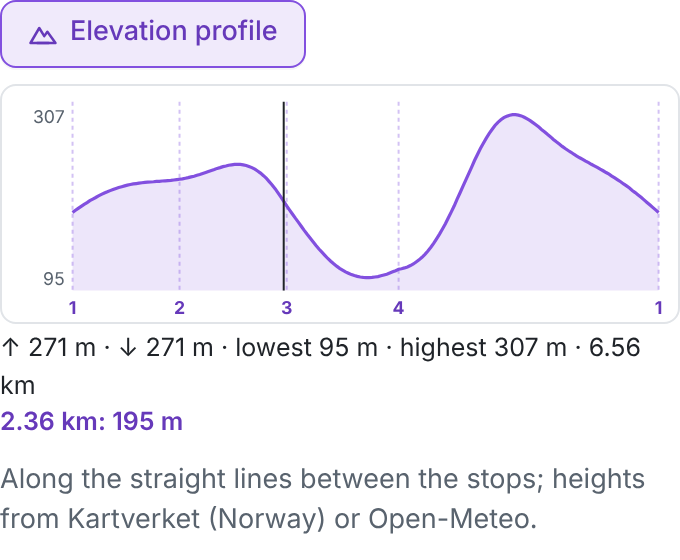 Elevation profile
307
95
1 2 3 4 1
↑ 271 m · ↓ 271 m · lowest 95 m · highest 307 m · 6.56
km
2.36 km: 195 m
Along the straight lines between the stops; heights
from Kartverket (Norway) or Open-Meteo.